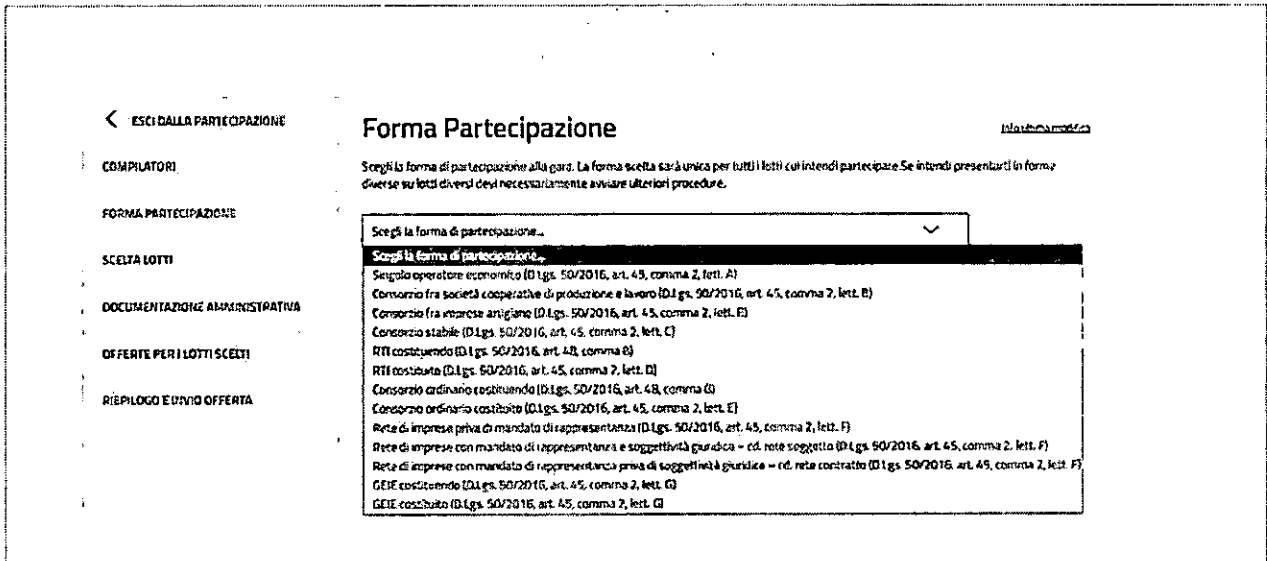 ESCI DALLA PARTECIPAZIONE
COMPILATORI
FORMA PARTECIPAZIONE
SCELTA LOTTI
DOCUMENTAZIONE AMMINISTRATIVA
OFFERTE PER I LOTTI SCELTI
RIEPILOGO E INVIO OFFERTA
Forma Partecipazione
Info ultima modifica
Scegli la forma di partecipazione alla gara. La forma scelta sarà unica per tutti i lotti cui intendi partecipare. Se intendi presentarti in forma
diverse su lotti diversi devi necessariamente avviare ulteriori procedure.
Scegli la forma di partecipazione...
Scegli la forma di partecipazione...
Singolo operatore economico (D.Lgs. 50/2016, art. 45, comma 2, lett. A)
Consorzio fra società cooperative di produzione e lavoro (D.Lgs. 50/2016, art. 45, comma 2, lett. B)
Consorzio fra imprese artigiane (D.Lgs. 50/2016, art. 45, comma 2, lett. B)
Consorzio stabile (D.Lgs. 50/2016, art. 45, comma 2, lett. C)
RTI costituendo (D.Lgs. 50/2016, art. 48, comma 8)
RTI costituito (D.Lgs. 50/2016, art. 45, comma 2, lett. D)
Consorzio ordinario costituendo (D.Lgs. 50/2016, art. 48, comma 8)
Consorzio ordinario costituito (D.Lgs. 50/2016, art. 45, comma 2, lett. E)
Rete di imprese priva di mandato di rappresentanza (D.Lgs. 50/2016, art. 45, comma 2, lett. F)
Rete di imprese con mandato di rappresentanza e soggettività giuridica – cd. rete soggetto (D.Lgs. 50/2016, art. 45, comma 2, lett. F)
Rete di imprese con mandato di rappresentanza priva di soggettività giuridica – cd. rete contratto (D.Lgs. 50/2016, art. 45, comma 2, lett. F)
GEIE costituendo (D.Lgs. 50/2016, art. 45, comma 2, lett. G)
GEIE costituito (D.Lgs. 50/2016, art. 45, comma 2, lett. G)